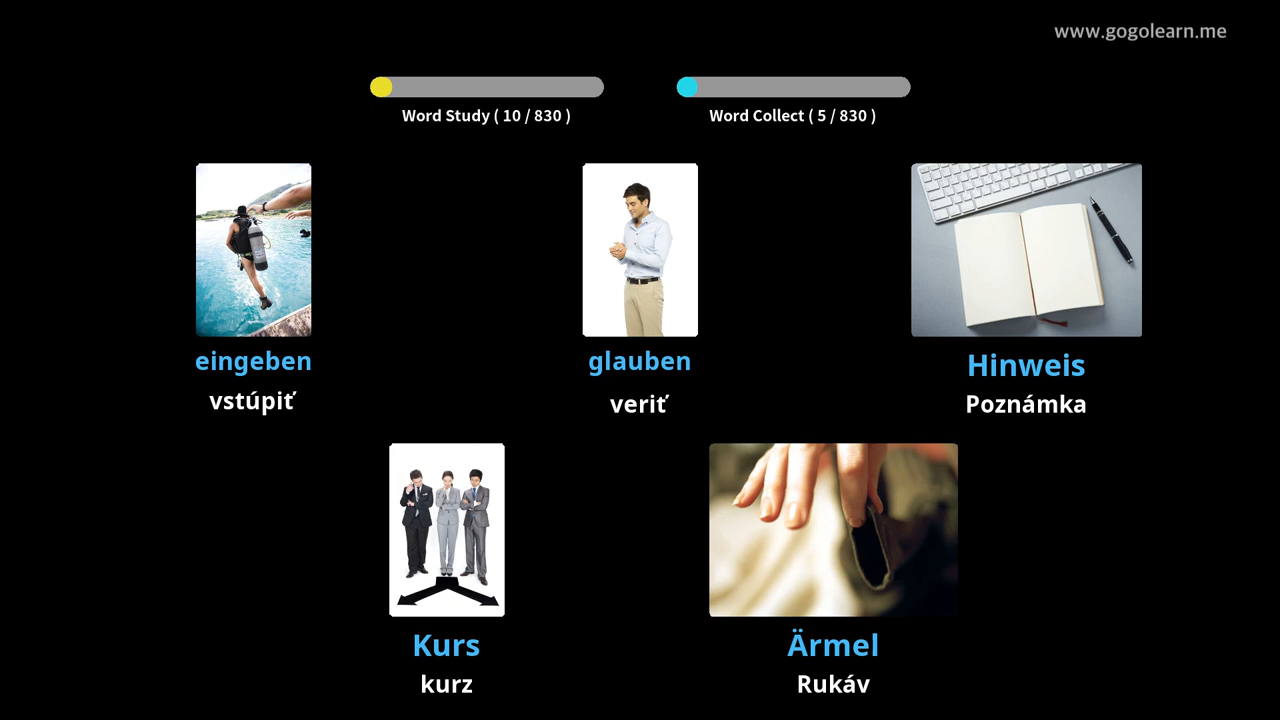 www.gogolearn.me
Word Study ( 10 / 830 )
Word Collect ( 5 / 830 )
eingeben
vstúpiť
glauben
veriť
Hinweis
Poznámka
Kurs
kurz
Ärmel
Rukáv